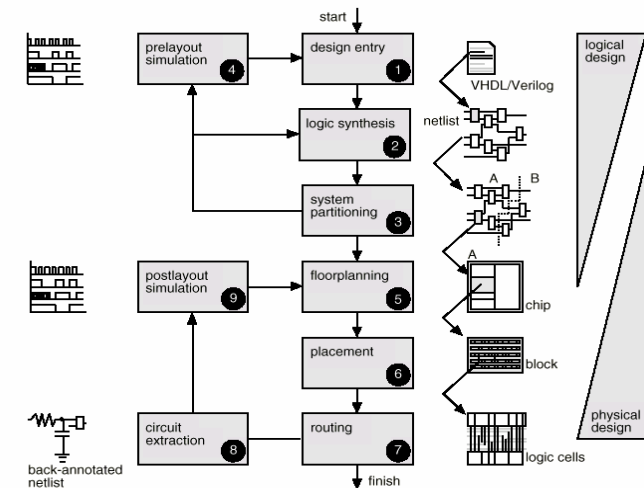 start
prelayout
simulation
4
design entry
1
VHDL/Verilog
logical
design
logic synthesis
2
netlist
system
partitioning
3
A
B
postlayout
simulation
9
floorplanning
5
A
chip
placement
6
block
circuit
extraction
8
routing
7
logic cells
physical
design
back-annotated
netlist
finish